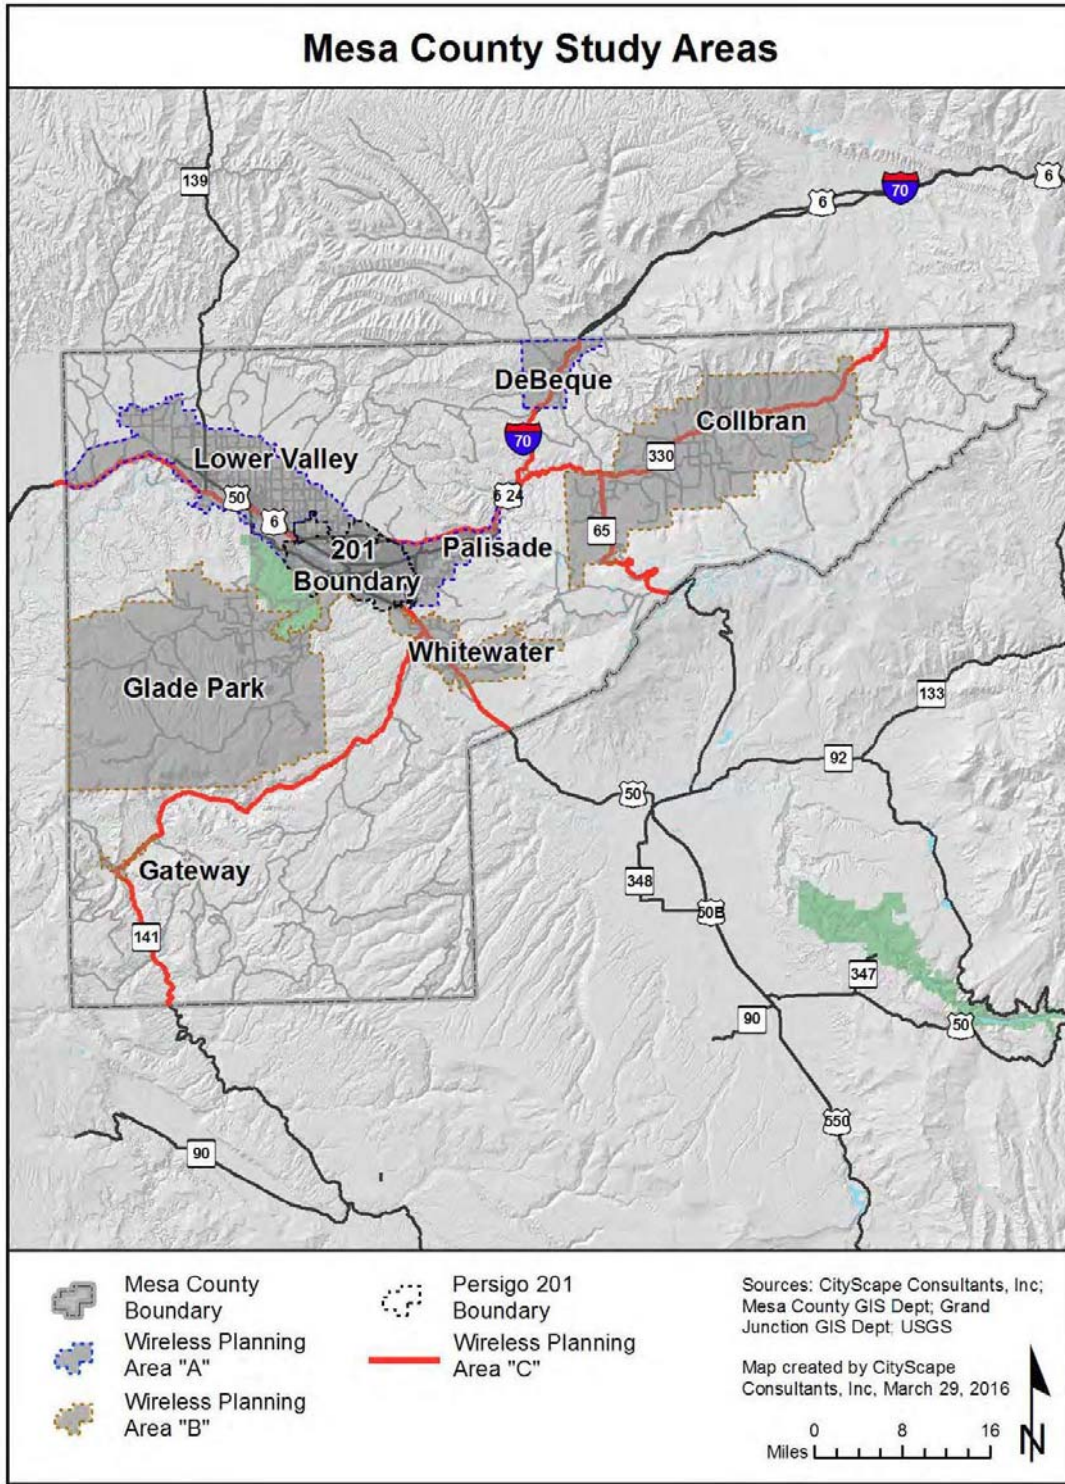 Mesa County Study Areas
139
6
70
6
DeBeque
Collbran
70
Lower Valley
330
50
6 24
6
65
201
Boundary
Palisade
Whitewater
Glade Park
133
92
50
Gateway
348
50B
141
347
90
50
550
90
Mesa County
Boundary
Wireless Planning
Area "A"
Wireless Planning
Area "B"
Persigo 201
Boundary
Wireless Planning
Area "C"
Sources: CityScape Consultants, Inc;
Mesa County GIS Dept; Grand
Junction GIS Dept; USGS
Map created by CityScape
Consultants, Inc, March 29, 2016
0 8 16
Miles
N